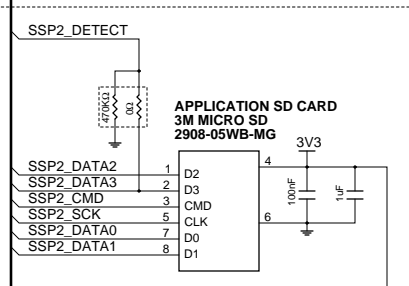 SSP2_DETECT
470KΩ
0Ω
APPLICATION SD CARD
3M MICRO SD
2908-05WB-MG
3V3
SSP2_DATA2
1
D2
4
SSP2_DATA3
2
D3
SSP2_CMD
3
CMD
100nF
1uF
SSP2_SCK
5
CLK
6
SSP2_DATA0
7
D0
SSP2_DATA1
8
D1